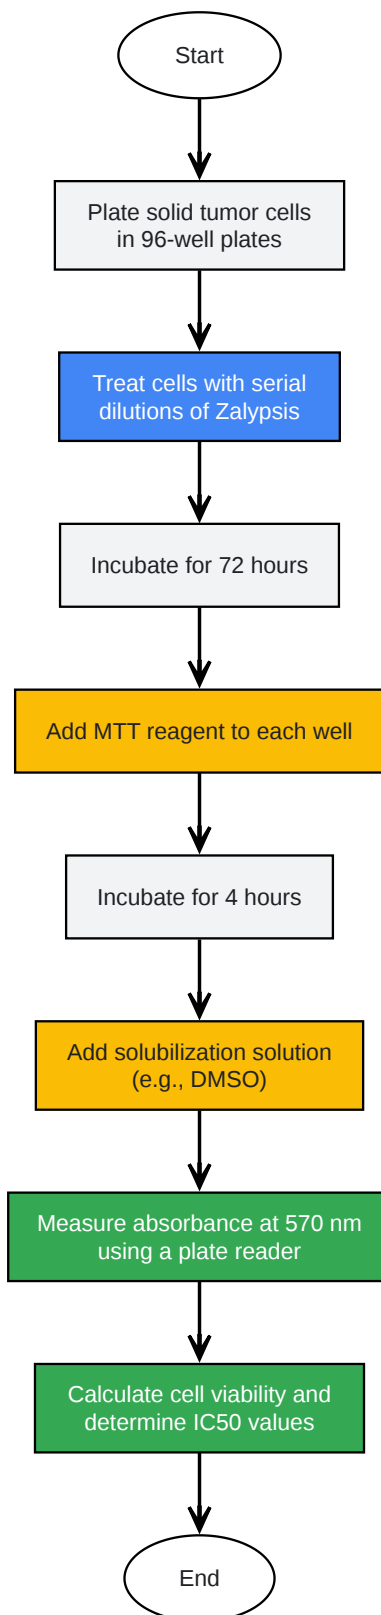 Start
Plate solid tumor cells
in 96-well plates
Treat cells with serial
dilutions of Zalypsis
Incubate for 72 hours
Add MTT reagent to each well
Incubate for 4 hours
Add solubilization solution
(e.g., DMSO)
Measure absorbance at 570 nm
using a plate reader
Calculate cell viability and
determine IC50 values
End